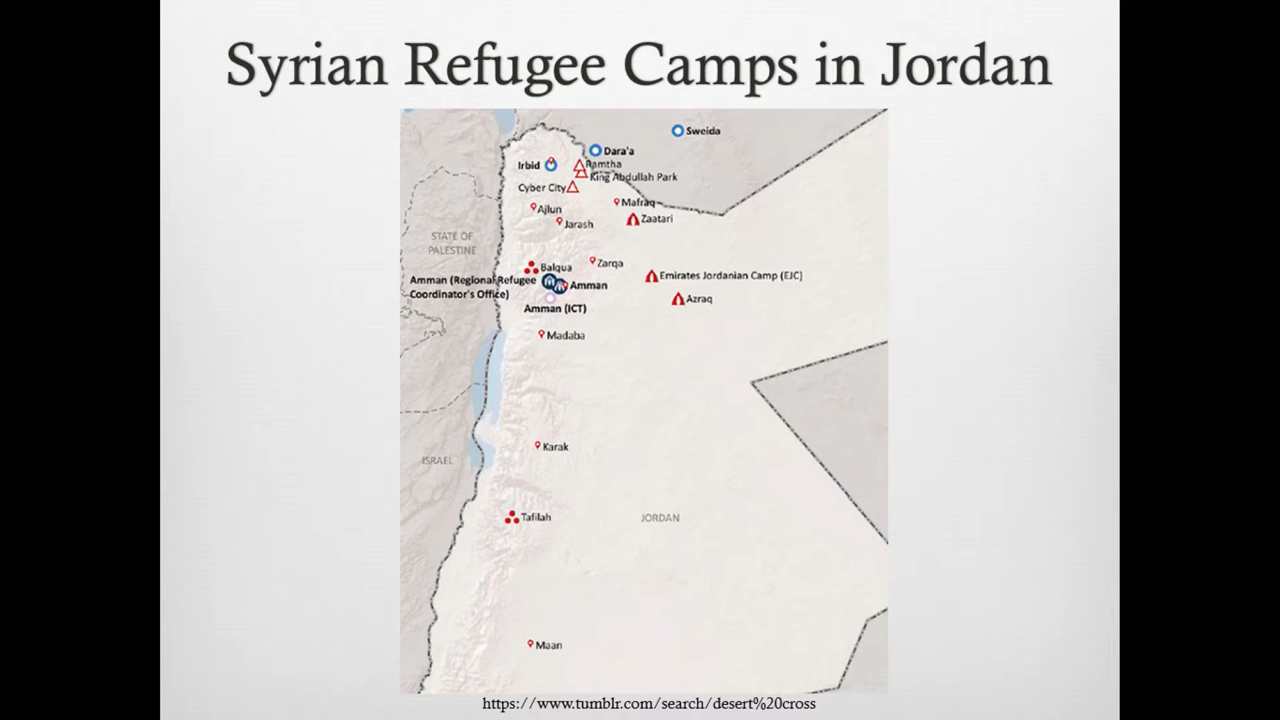 Syrian Refugee Camps in Jordan
Sweida
Dara'a
Irbid
Ramtha
King Abdullah Park
Cyber City
Mafraq
Ajlun
Zaatari
Jarash
STATE OF
PALESTINE
Zarqa
Balqua
Emirates Jordanian Camp (EJC)
Amman (Regional Refugee
Coordinator's Office)
Amman
Azraq
Amman (ICT)
Madaba
Karak
ISRAEL
Tafilah
JORDAN
Maan
https://www.tumblr.com/search/desert%20cross